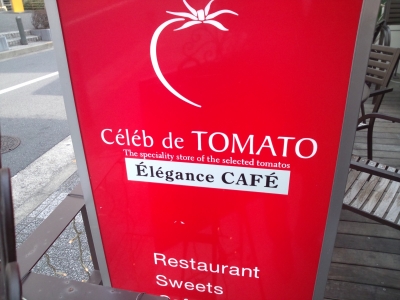 Céléb de TOMATO
The speciality store of the selected tomatos
Élégance CAFÉ
Restaurant
Sweets